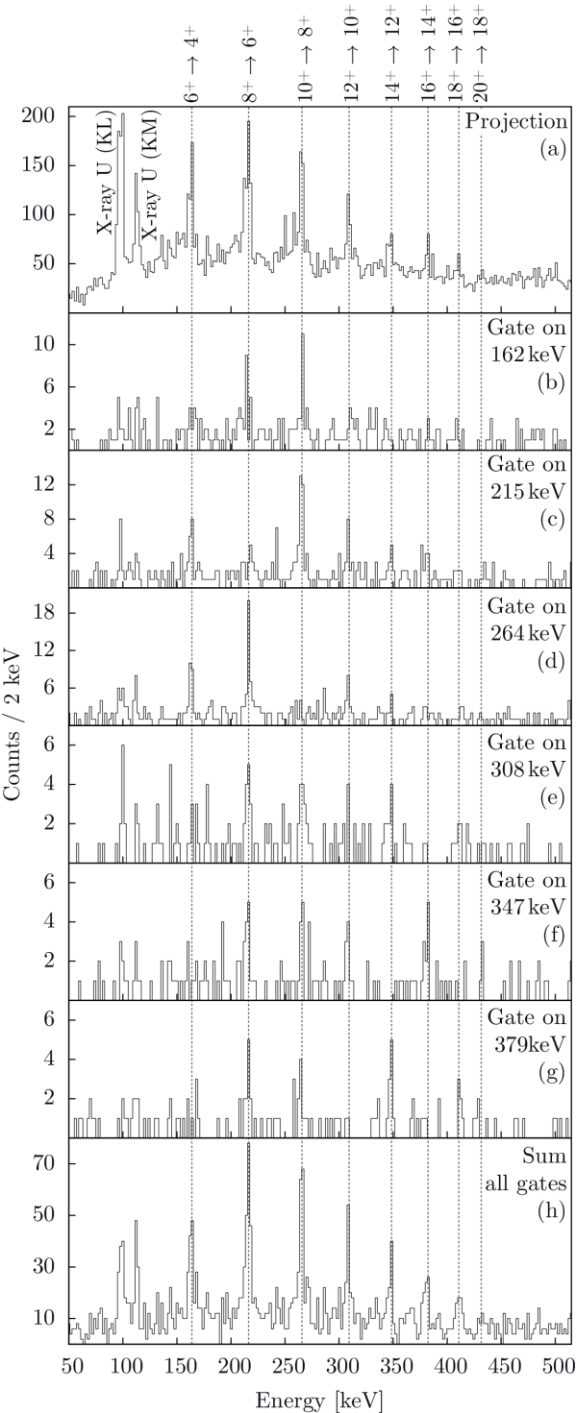 6⁺→4⁺
8⁺→6⁺
10⁺→8⁺
12⁺→10⁺
14⁺→12⁺
16⁺→14⁺
18⁺→16⁺
20⁺→18⁺
200
150
100
50
X-ray U (KL)
X-ray U (KM)
Projection
(a)
10
6
2
Gate on
162 keV
(b)
12
8
4
Gate on
215 keV
(c)
18
12
6
Gate on
264 keV
(d)
Counts / 2 keV
6
4
2
Gate on
308 keV
(e)
6
4
2
Gate on
347 keV
(f)
6
4
2
Gate on
379keV
(g)
70
50
30
10
Sum
all gates
(h)
50 100 150 200 250 300 350 400 450 500
Energy [keV]